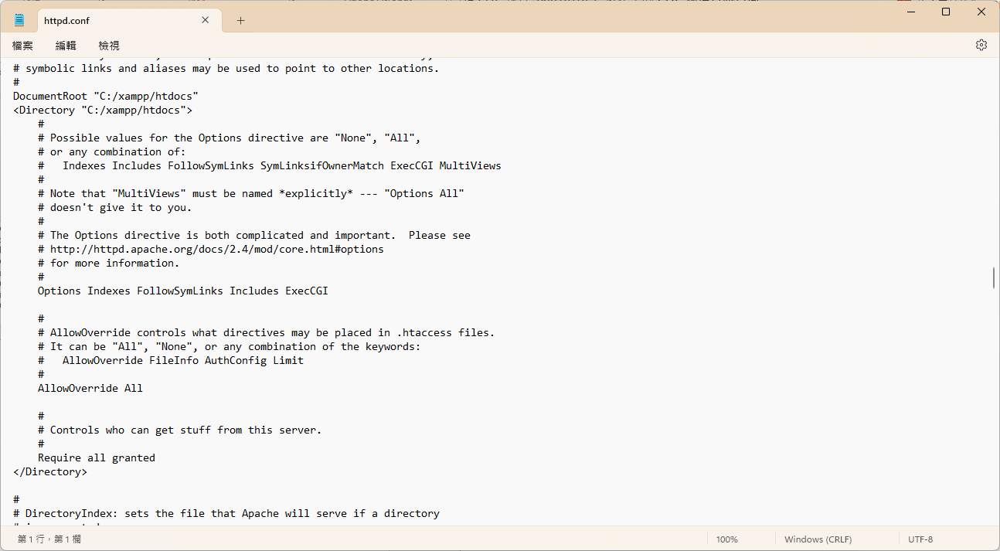 httpd.conf
檔案 編輯 檢視
# symbolic links and aliases may be used to point to other locations.
#
DocumentRoot "C:/xampp/htdocs"
<Directory "C:/xampp/htdocs">
    #
    # Possible values for the Options directive are "None", "All",
    # or any combination of:
    #   Indexes Includes FollowSymLinks SymLinksifOwnerMatch ExecCGI MultiViews
    #
    # Note that "MultiViews" must be named *explicitly* --- "Options All"
    # doesn't give it to you.
    #
    # The Options directive is both complicated and important.  Please see
    # http://httpd.apache.org/docs/2.4/mod/core.html#options
    # for more information.
    #
    Options Indexes FollowSymLinks Includes ExecCGI

    #
    # AllowOverride controls what directives may be placed in .htaccess files.
    # It can be "All", "None", or any combination of the keywords:
    #   AllowOverride FileInfo AuthConfig Limit
    #
    AllowOverride All

    #
    # Controls who can get stuff from this server.
    #
    Require all granted
</Directory>

#
# DirectoryIndex: sets the file that Apache will serve if a directory
第 1 行，第 1 欄 100% Windows (CRLF) UTF-8